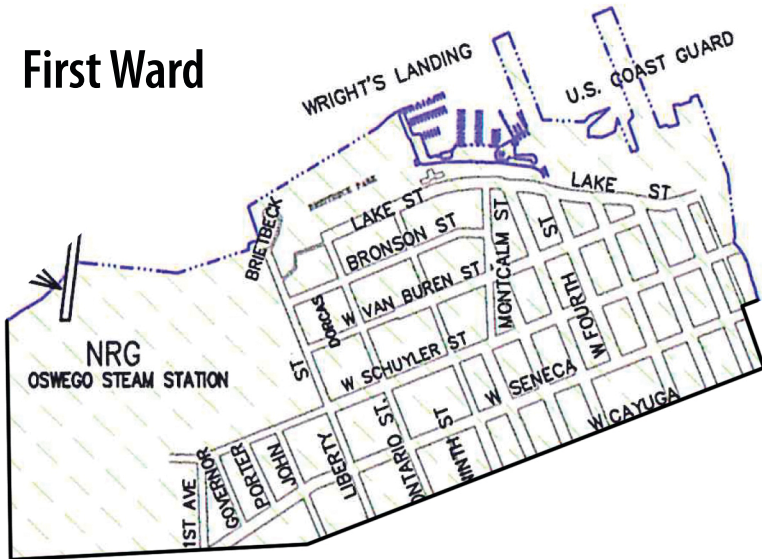 First Ward
WRIGHT'S LANDING
U.S. COAST GUARD
LAKE ST
BRIETBECK
LAKE ST
BRONSON ST
MONTCALM ST
ST
DORCAS
W VAN BUREN ST
W FOURTH
NRG
OSWEGO STEAM STATION
ST
W SCHUYLER ST
W SENECA
W CAYUGA
1ST AVE
GOVERNOR
PORTER
JOHN
LIBERTY
ONTARIO ST.
NINTH ST